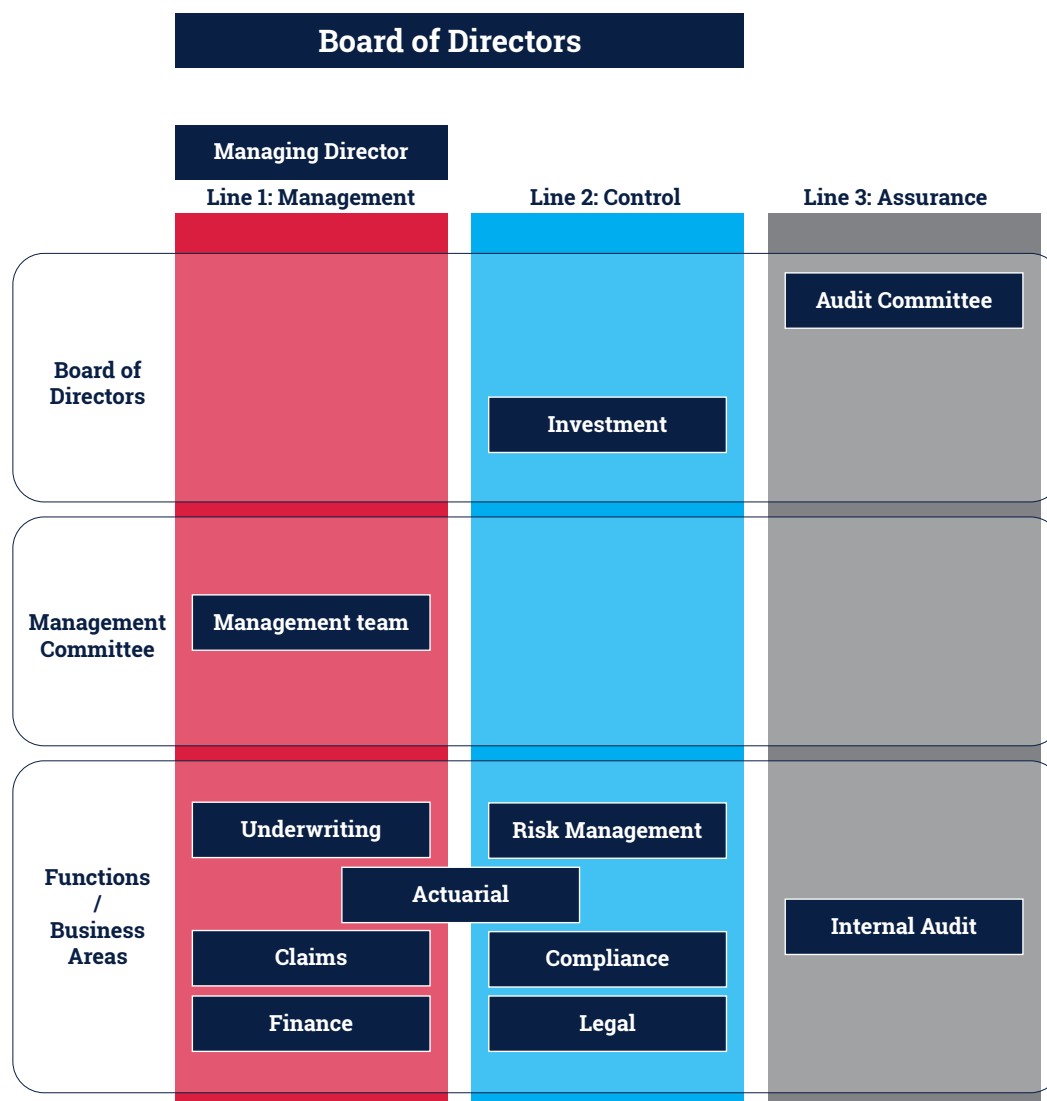 Board of Directors
Managing Director
Line 1: Management
Line 2: Control
Line 3: Assurance
Board of
Directors
Audit Committee
Investment
Management
Committee
Management team
Functions
/
Business
Areas
Underwriting
Risk Management
Actuarial
Internal Audit
Claims
Compliance
Finance
Legal